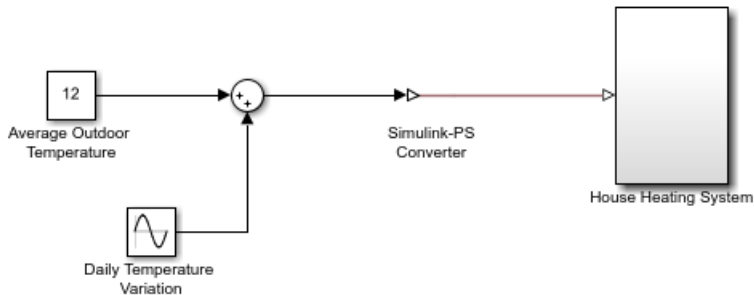 12
Average Outdoor
Temperature
Simulink-PS
Converter
House Heating System
Daily Temperature
Variation